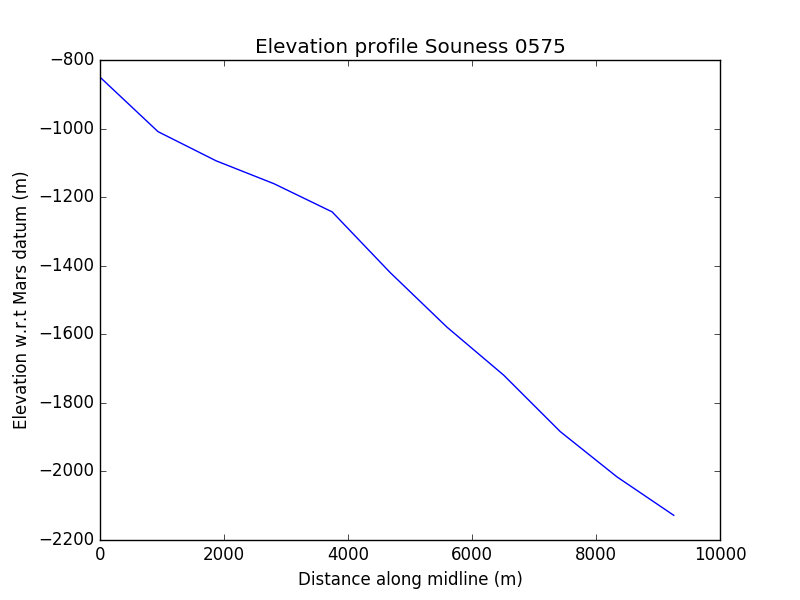 Elevation profile Souness 0575
Elevation w.r.t Mars datum (m)
−800
−1000
−1200
−1400
−1600
−1800
−2000
−2200
0 2000 4000 6000 8000 10000
Distance along midline (m)